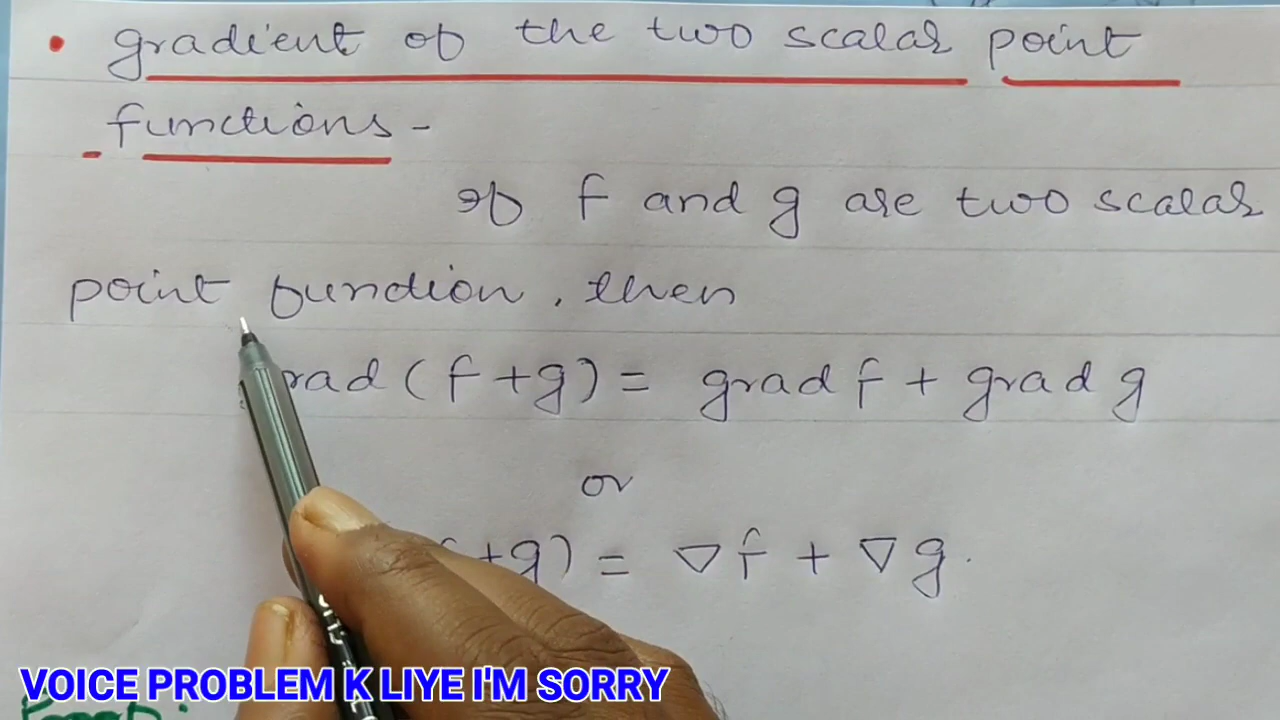 • gradient of the two scalar point
functions -
If f and g are two scalar
point function, then
rad (f+g) = grad f + grad g
or
+g) = ∇f + ∇g.
VOICE PROBLEM K LIYE I'M SORRY